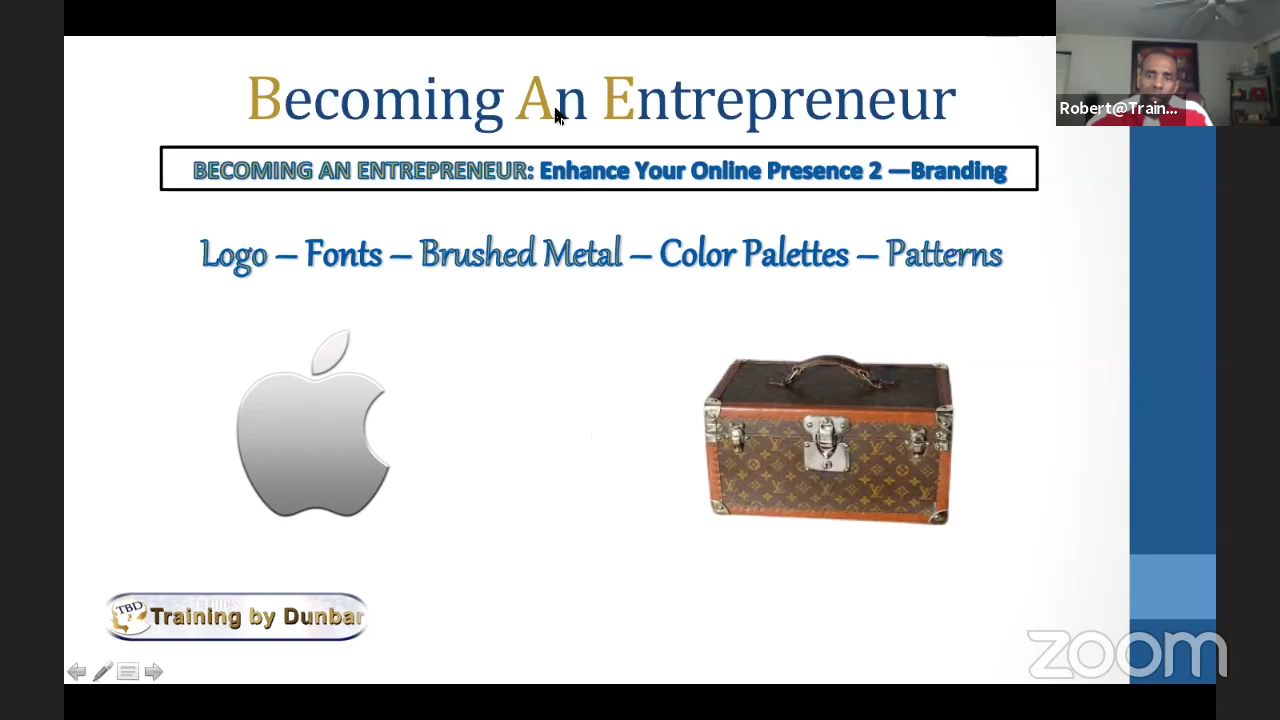 Becoming An Entrepreneur
Robert@Train...
BECOMING AN ENTREPRENEUR: Enhance Your Online Presence 2 —Branding
Logo – Fonts – Brushed Metal – Color Palettes – Patterns
TBD
Training by Dunbar
zoom